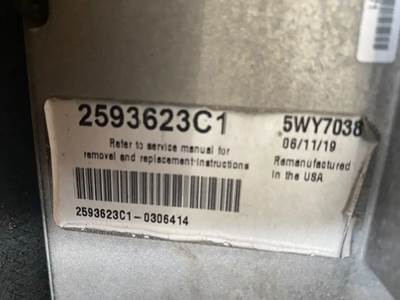 2593623C1
5WY7038
06/11/19
Refer to service manual for
removal and replacement instructions
Remanufactured
in the USA
2593623C1-0306414